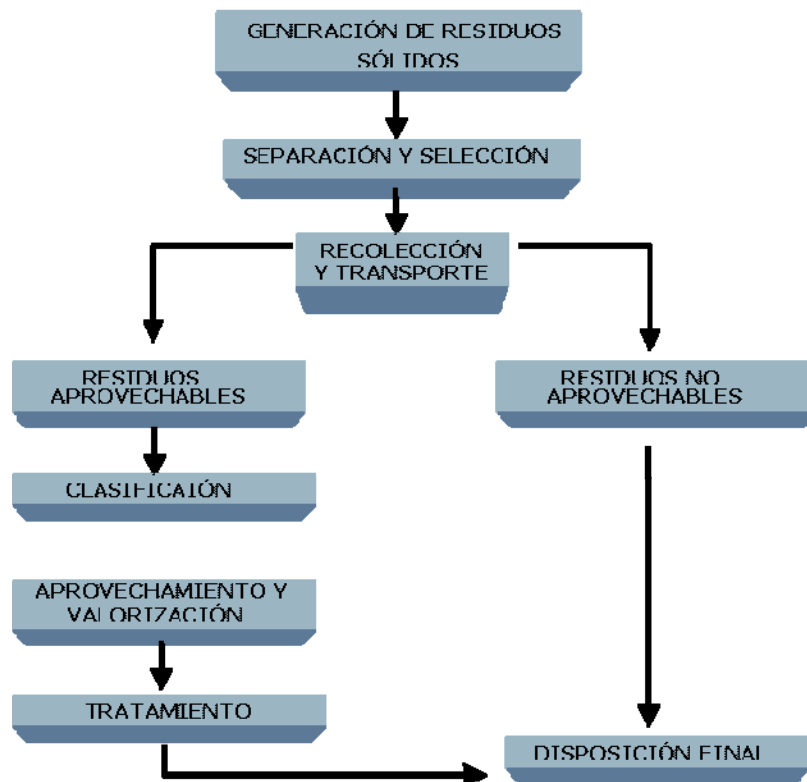 GENERACIÓN DE RESIDUOS
SÓLIDOS
SEPARACIÓN Y SELECCIÓN
RECOLECCIÓN
Y TRANSPORTE
RESIDUOS
APROVECHABLES
RESIDUOS NO
APROVECHABLES
CLASIFICAIÓN
APROVECHAMIENTO Y
VALORIZACIÓN
TRATAMIENTO
DISPOSICIÓN FINAL